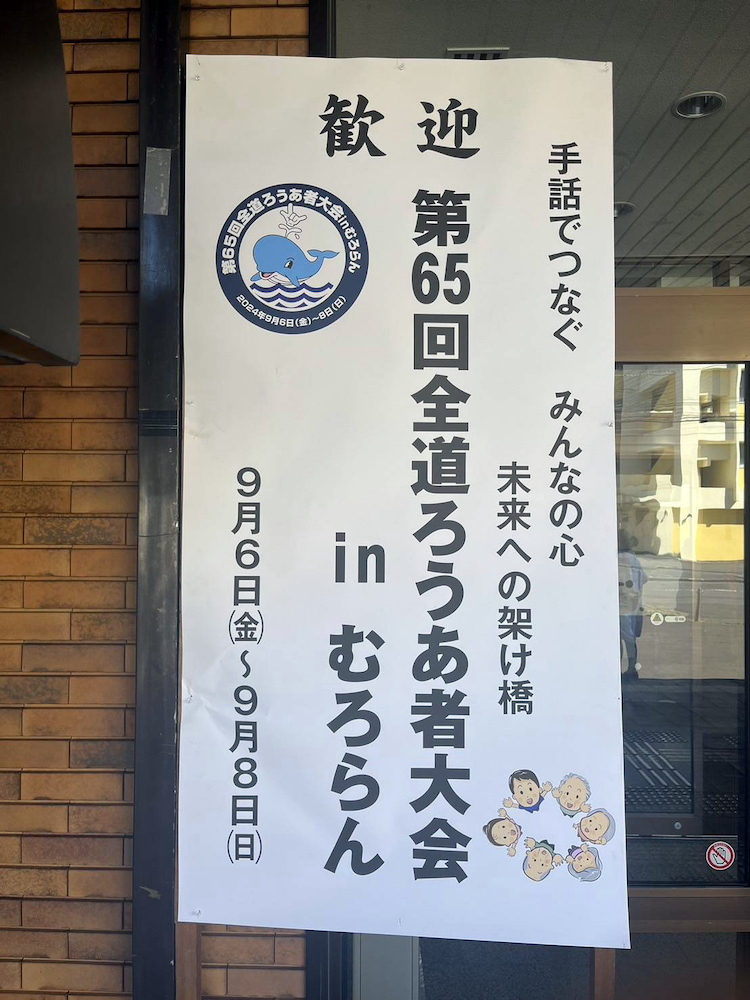 歓迎
手話でつなぐ　みんなの心
未来への架け橋
第65回全道ろうあ者大会
in むろらん
第65回全道ろうあ者大会inむろらん
2024年9月6日(金)～8日(日)
9月6日(金)～9月8日(日)